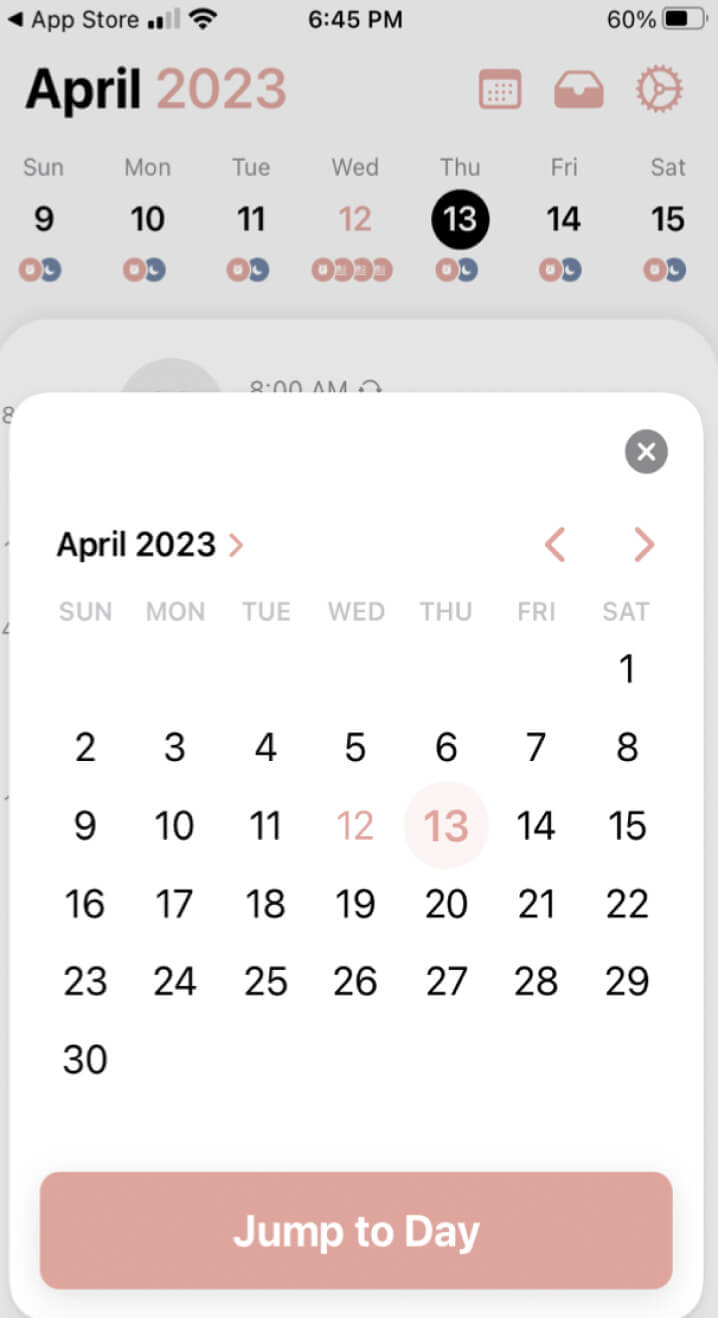 ◀ App Store 6:45 PM 60%
April 2023
Sun Mon Tue Wed Thu Fri Sat
9 10 11 12 13 14 15
8:00 AM
8
April 2023 >
SUN MON TUE WED THU FRI SAT
1
2 3 4 5 6 7 8
9 10 11 12 13 14 15
16 17 18 19 20 21 22
23 24 25 26 27 28 29
30
Jump to Day